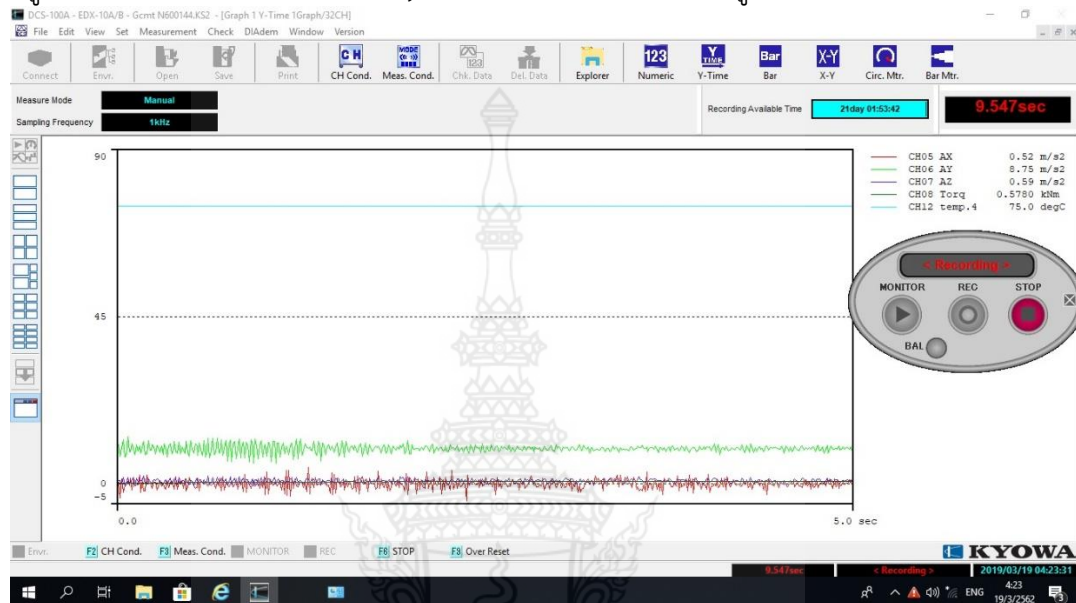 DCS-100A - EDX-10A/B - Gcmt N600144.KS2 - [Graph 1 Y-Time 1Graph/32CH]
File Edit View Set Measurement Check DIAdem Window Version
Connect Envr. Open Save Print CH Cond. Meas. Cond. Chk. Data Del. Data Explorer Numeric Y-Time Bar X-Y Circ. Mtr. Bar Mtr.
Measure Mode Manual
Sampling Frequency 1kHz
Recording Available Time 21day 01:53:42
9.547sec
90
45
0
-5
0.0
5.0 sec
CH05 AX 0.52 m/s2
CH06 AY 8.75 m/s2
CH07 AZ 0.59 m/s2
CH08 Torq 0.5780 kNm
CH12 temp.4 75.0 degC
< Recording >
MONITOR REC STOP
BAL
Envr. F2 CH Cond. F3 Meas. Cond. MONITOR REC F6 STOP F8 Over Reset
KYOWA
9.547sec < Recording > 2019/03/19 04:23:31
ENG
4:23
19/3/2562